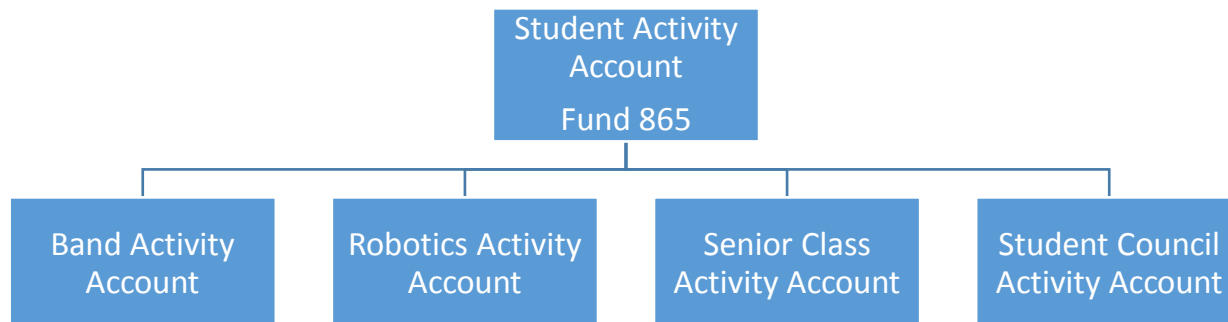 Student Activity
Account
Fund 865
Band Activity
Account
Robotics Activity
Account
Senior Class
Activity Account
Student Council
Activity Account